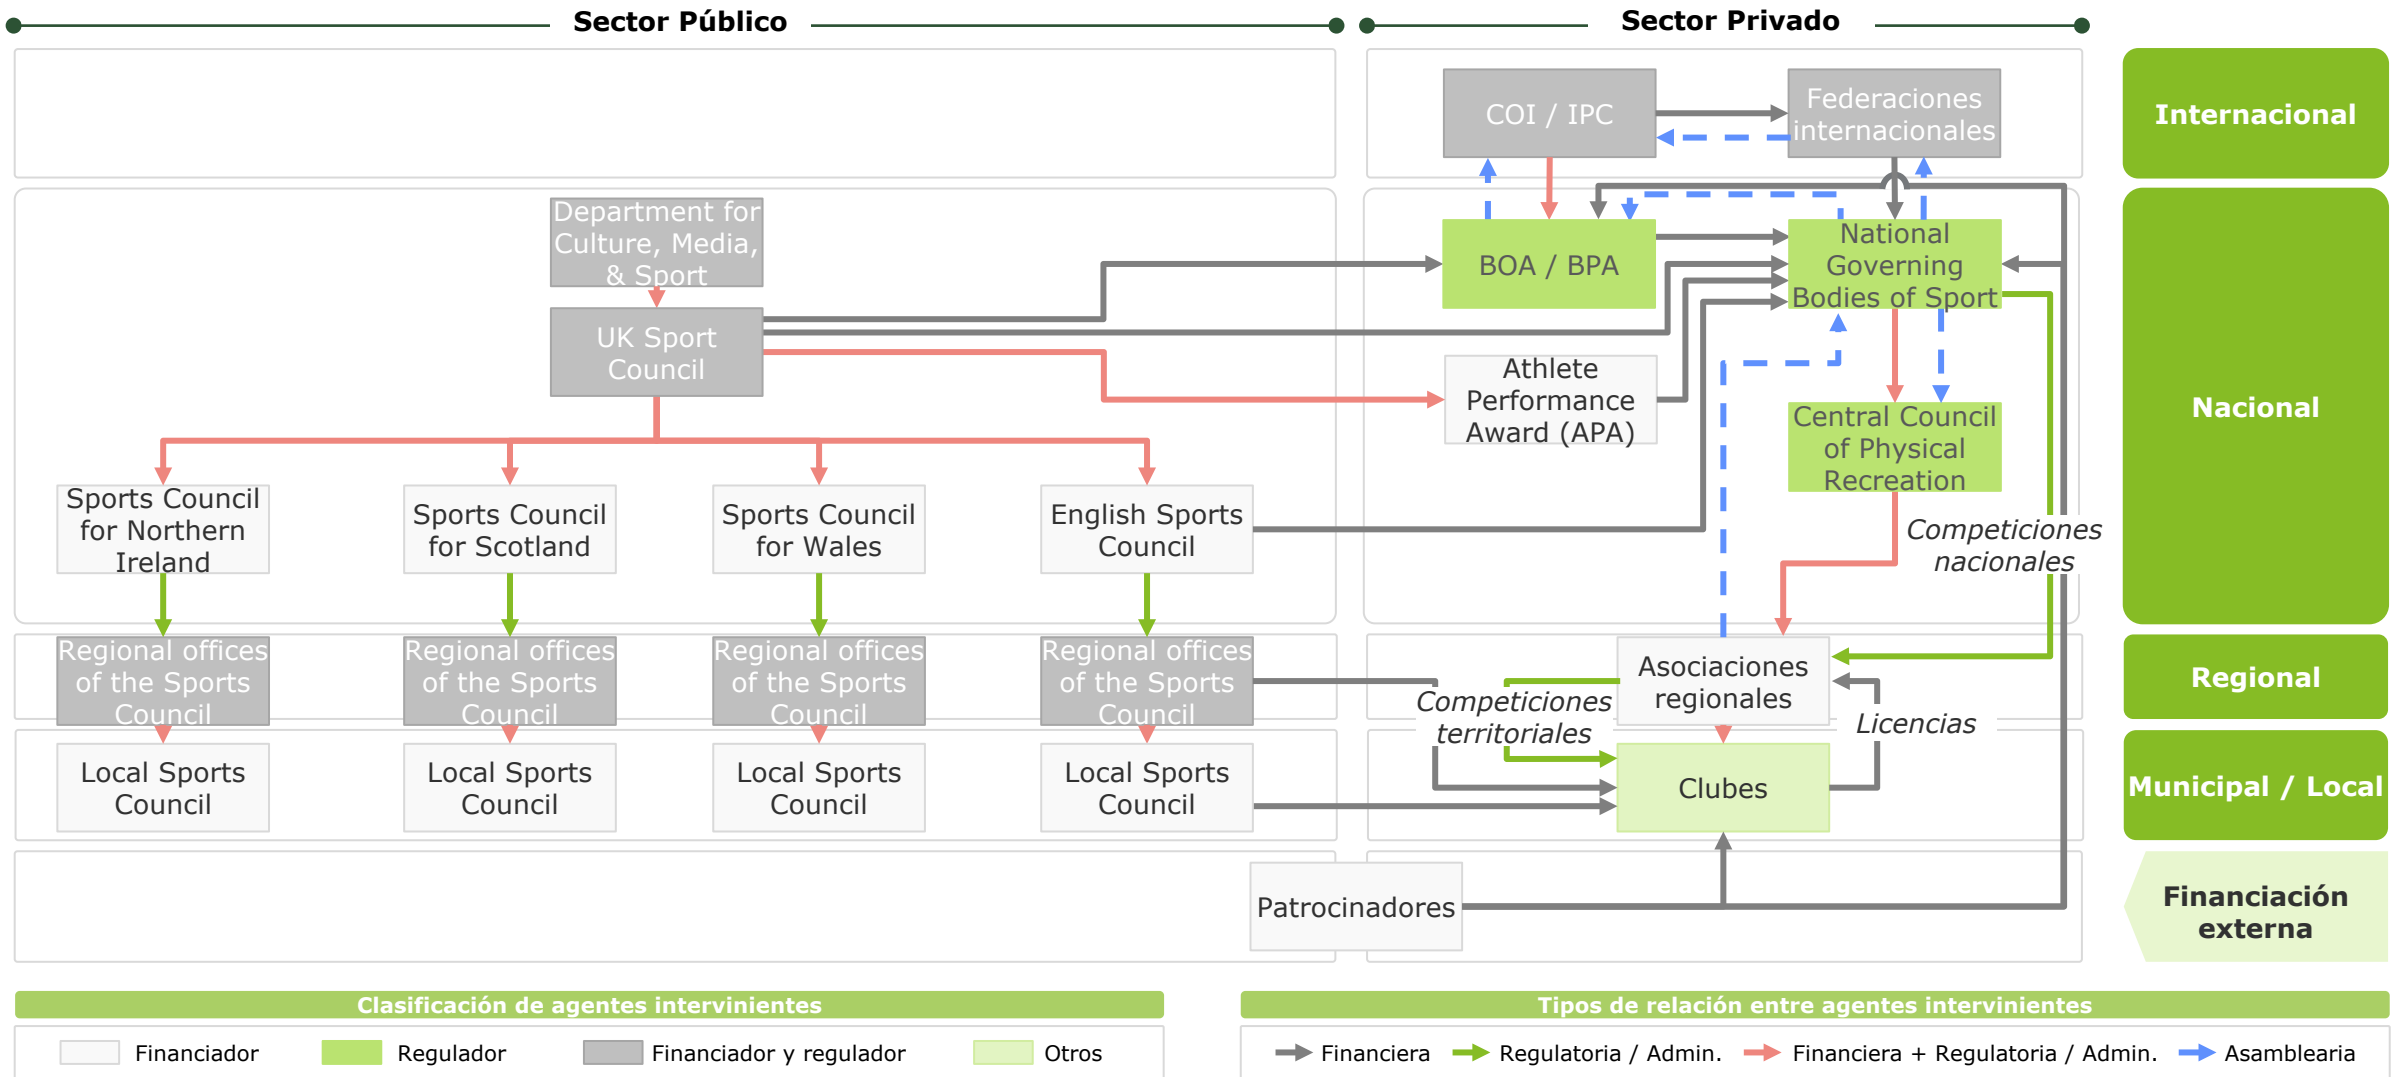 Sector Público
Sector Privado
COI / IPC
Federaciones
internacionales
Internacional
Department for
Culture, Media,
& Sport
UK Sport
Council
BOA / BPA
National
Governing
Bodies of Sport
Athlete
Performance
Award (APA)
Central Council
of Physical
Recreation
Nacional
Sports Council
for Northern
Ireland
Sports Council
for Scotland
Sports Council
for Wales
English Sports
Council
Competiciones
nacionales
Regional offices
of the Sports
Council
Regional offices
of the Sports
Council
Regional offices
of the Sports
Council
Regional offices
of the Sports
Council
Competiciones
territoriales
Asociaciones
regionales
Licencias
Regional
Local Sports
Council
Local Sports
Council
Local Sports
Council
Local Sports
Council
Clubes
Municipal / Local
Patrocinadores
Financiación
externa
Clasificación de agentes intervinientes
Financiador
Regulador
Financiador y regulador
Otros
Tipos de relación entre agentes intervinientes
Financiera
Regulatoria / Admin.
Financiera + Regulatoria / Admin.
Asamblearia